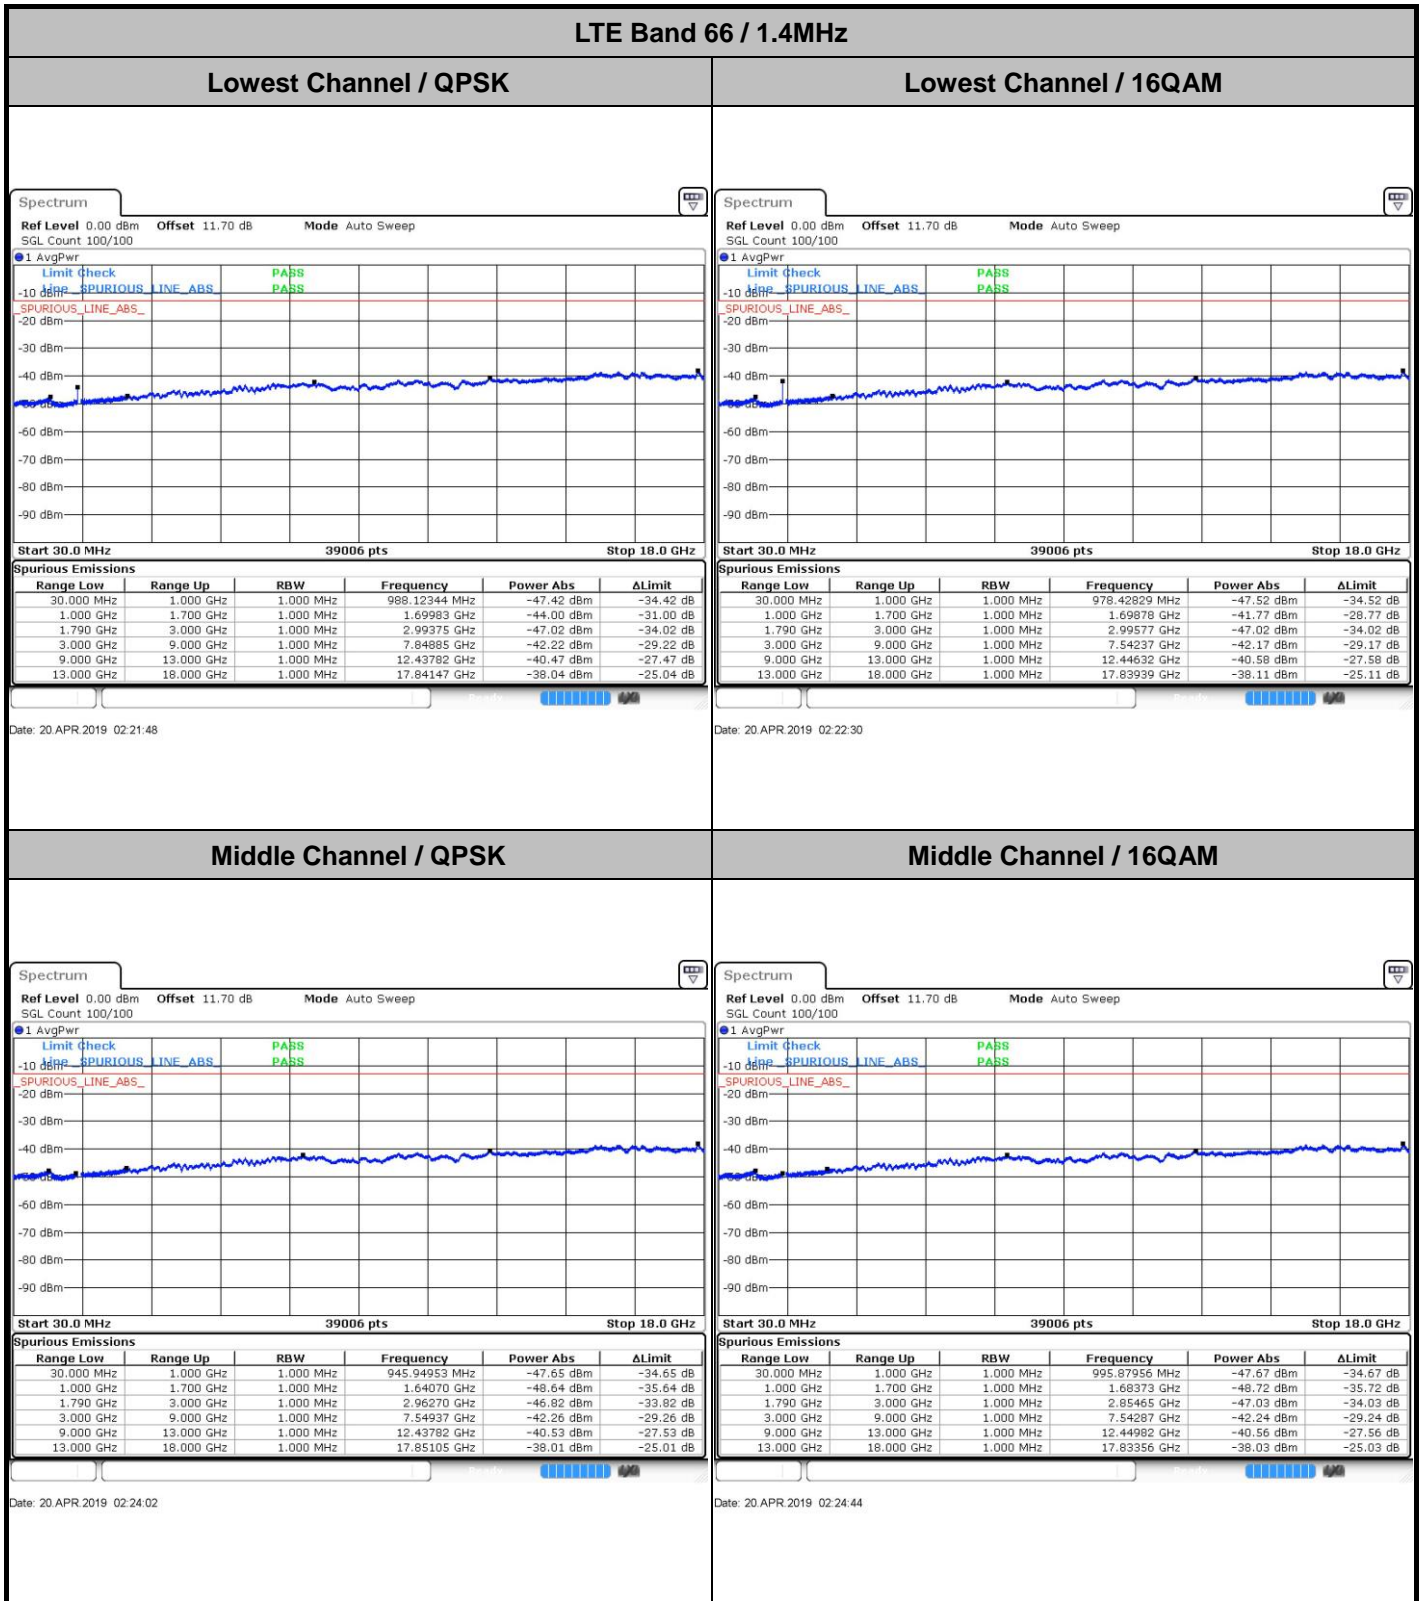 LTE Band 66 / 1.4MHz
Lowest Channel / QPSK
Lowest Channel / 16QAM
Spectrum
Ref Level 0.00 dBm Offset 11.70 dB Mode Auto Sweep
SGL Count 100/100
1 AvgPwr
Limit Check PASS
Line _SPURIOUS_LINE_ABS_ PASS
-10 dBm
_SPURIOUS_LINE_ABS_
-20 dBm
-30 dBm
-40 dBm
-60 dBm
-70 dBm
-80 dBm
-90 dBm
Start 30.0 MHz 39006 pts Stop 18.0 GHz
Spurious Emissions
Range Low Range Up RBW Frequency Power Abs ΔLimit
30.000 MHz 1.000 GHz 1.000 MHz 988.12344 MHz -47.42 dBm -34.42 dB
1.000 GHz 1.700 GHz 1.000 MHz 1.69983 GHz -44.00 dBm -31.00 dB
1.790 GHz 3.000 GHz 1.000 MHz 2.99375 GHz -47.02 dBm -34.02 dB
3.000 GHz 9.000 GHz 1.000 MHz 7.84885 GHz -42.22 dBm -29.22 dB
9.000 GHz 13.000 GHz 1.000 MHz 12.43782 GHz -40.47 dBm -27.47 dB
13.000 GHz 18.000 GHz 1.000 MHz 17.84147 GHz -38.04 dBm -25.04 dB
Date: 20.APR.2019 02:21:48
Spectrum
Ref Level 0.00 dBm Offset 11.70 dB Mode Auto Sweep
SGL Count 100/100
1 AvgPwr
Limit Check PASS
Line _SPURIOUS_LINE_ABS_ PASS
-10 dBm
_SPURIOUS_LINE_ABS_
-20 dBm
-30 dBm
-40 dBm
-60 dBm
-70 dBm
-80 dBm
-90 dBm
Start 30.0 MHz 39006 pts Stop 18.0 GHz
Spurious Emissions
Range Low Range Up RBW Frequency Power Abs ΔLimit
30.000 MHz 1.000 GHz 1.000 MHz 978.42829 MHz -47.52 dBm -34.52 dB
1.000 GHz 1.700 GHz 1.000 MHz 1.69878 GHz -41.77 dBm -28.77 dB
1.790 GHz 3.000 GHz 1.000 MHz 2.99577 GHz -47.02 dBm -34.02 dB
3.000 GHz 9.000 GHz 1.000 MHz 7.54237 GHz -42.17 dBm -29.17 dB
9.000 GHz 13.000 GHz 1.000 MHz 12.44632 GHz -40.58 dBm -27.58 dB
13.000 GHz 18.000 GHz 1.000 MHz 17.83939 GHz -38.11 dBm -25.11 dB
Date: 20.APR.2019 02:22:30
Middle Channel / QPSK
Middle Channel / 16QAM
Spectrum
Ref Level 0.00 dBm Offset 11.70 dB Mode Auto Sweep
SGL Count 100/100
1 AvgPwr
Limit Check PASS
Line _SPURIOUS_LINE_ABS_ PASS
-10 dBm
_SPURIOUS_LINE_ABS_
-20 dBm
-30 dBm
-40 dBm
-60 dBm
-70 dBm
-80 dBm
-90 dBm
Start 30.0 MHz 39006 pts Stop 18.0 GHz
Spurious Emissions
Range Low Range Up RBW Frequency Power Abs ΔLimit
30.000 MHz 1.000 GHz 1.000 MHz 945.94953 MHz -47.65 dBm -34.65 dB
1.000 GHz 1.700 GHz 1.000 MHz 1.64070 GHz -48.64 dBm -35.64 dB
1.790 GHz 3.000 GHz 1.000 MHz 2.96270 GHz -46.82 dBm -33.82 dB
3.000 GHz 9.000 GHz 1.000 MHz 7.54937 GHz -42.26 dBm -29.26 dB
9.000 GHz 13.000 GHz 1.000 MHz 12.43782 GHz -40.53 dBm -27.53 dB
13.000 GHz 18.000 GHz 1.000 MHz 17.85105 GHz -38.01 dBm -25.01 dB
Date: 20.APR.2019 02:24:02
Spectrum
Ref Level 0.00 dBm Offset 11.70 dB Mode Auto Sweep
SGL Count 100/100
1 AvgPwr
Limit Check PASS
Line _SPURIOUS_LINE_ABS_ PASS
-10 dBm
_SPURIOUS_LINE_ABS_
-20 dBm
-30 dBm
-40 dBm
-60 dBm
-70 dBm
-80 dBm
-90 dBm
Start 30.0 MHz 39006 pts Stop 18.0 GHz
Spurious Emissions
Range Low Range Up RBW Frequency Power Abs ΔLimit
30.000 MHz 1.000 GHz 1.000 MHz 995.87956 MHz -47.67 dBm -34.67 dB
1.000 GHz 1.700 GHz 1.000 MHz 1.68373 GHz -48.72 dBm -35.72 dB
1.790 GHz 3.000 GHz 1.000 MHz 2.85465 GHz -47.03 dBm -34.03 dB
3.000 GHz 9.000 GHz 1.000 MHz 7.54287 GHz -42.24 dBm -29.24 dB
9.000 GHz 13.000 GHz 1.000 MHz 12.44982 GHz -40.56 dBm -27.56 dB
13.000 GHz 18.000 GHz 1.000 MHz 17.83356 GHz -38.03 dBm -25.03 dB
Date: 20.APR.2019 02:24:44